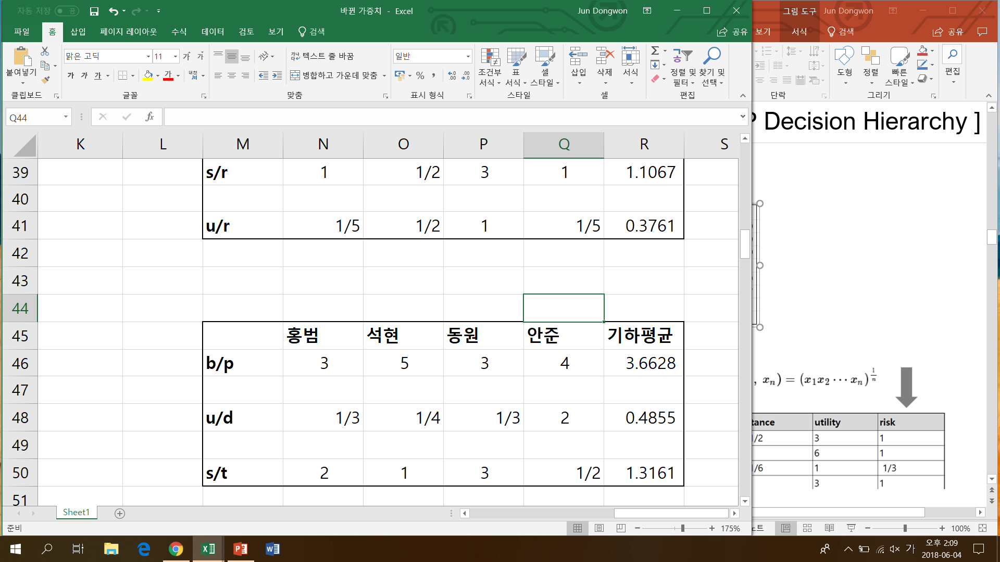 자동 저장 끔
바뀐 가중치 - Excel
Jun Dongwon
파일 홈 삽입 페이지 레이아웃 수식 데이터 검토 보기 검색 공유
붙여넣기
맑은 고딕 11
가 가 가 가 내천
텍스트 줄 바꿈
병합하고 가운데 맞춤
일반
조건부 서식
표 서식
셀 스타일
삽입 삭제 서식
정렬 및 필터
찾기 및 선택
클립보드 글꼴 맞춤 표시 형식 스타일 셀 편집
Q44 fx
K L M N O P Q R S
39 s/r 1 1/2 3 1 1.1067
40
41 u/r 1/5 1/2 1 1/5 0.3761
42
43
44
45 홍범 석현 동원 안준 기하평균
46 b/p 3 5 3 4 3.6628
47
48 u/d 1/3 1/4 1/3 2 0.4855
49
50 s/t 2 1 3 1/2 1.3161
51
Sheet1
준비 175%
그림 도구 Jun Dongwon
보기 서식 검색 공유
도형 정렬 빠른 스타일 편집
단락 그리기
Decision Hierarchy ]
, xn) = (x1x2 ⋯ xn)^1/n
tance utility risk
1/2 3 1
6 1
1/6 1 1/3
3 1
노트 100%
가
오후 2:09
2018-06-04